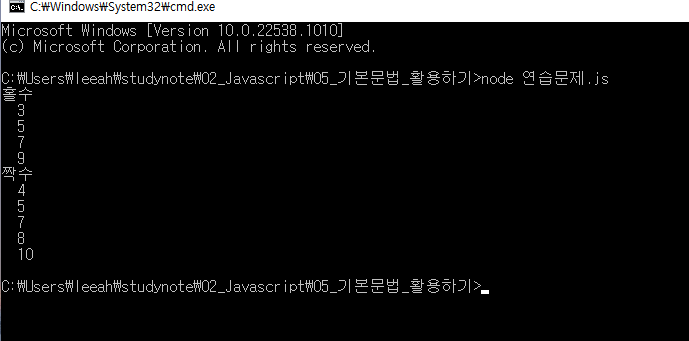 C:\Windows\System32\cmd.exe
Microsoft Windows [Version 10.0.22538.1010]
(c) Microsoft Corporation. All rights reserved.
C:₩Users₩leeah₩studynote₩02_Javascript₩05_기본문법_활용하기>node 연습문제.js
홀수
3
5
7
9
짝수
4
5
7
8
10
C:₩Users₩leeah₩studynote₩02_Javascript₩05_기본문법_활용하기>